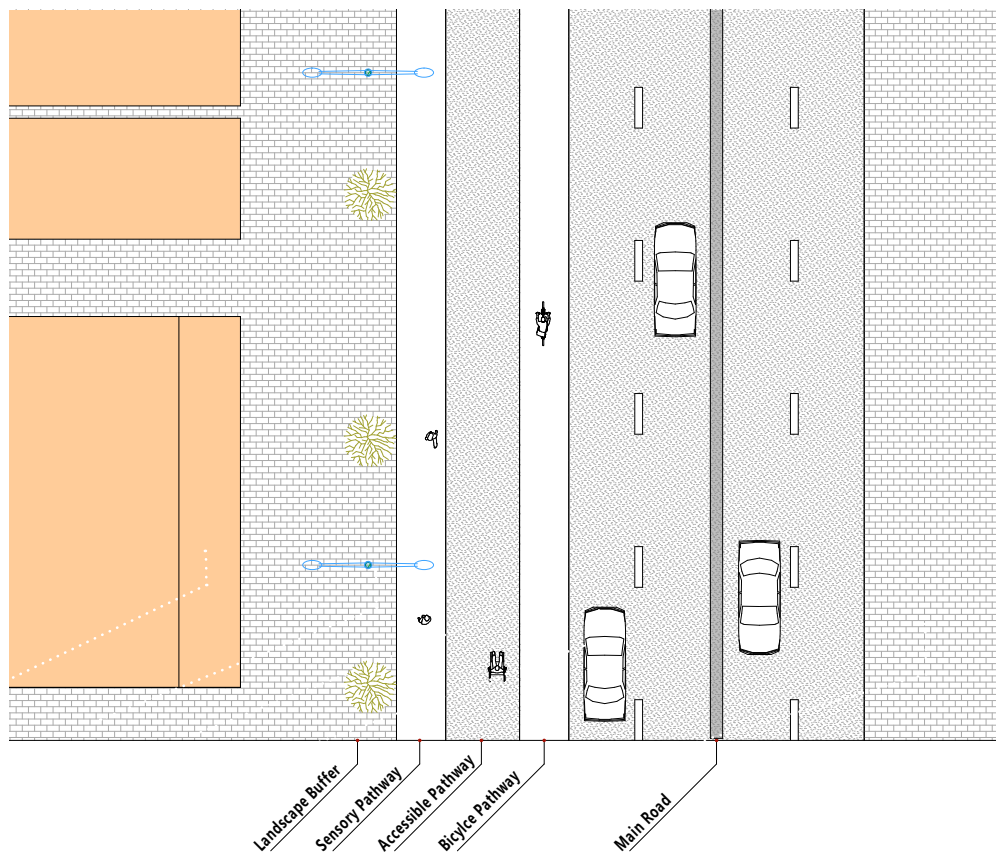 Landscape Buffer
Sensory Pathway
Accessible Pathway
Bicylce Pathway
Main Road